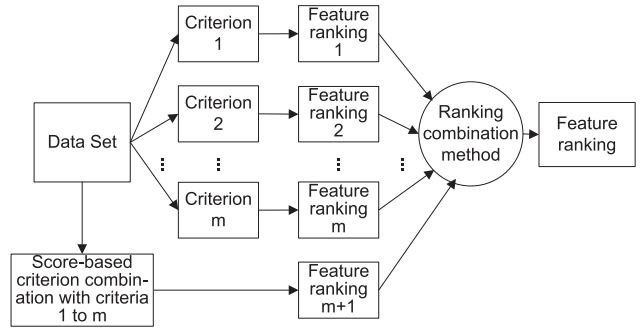 Data Set
Criterion
1
Feature
ranking
1
Criterion
2
Feature
ranking
2
Criterion
m
Feature
ranking
m
Score-based
criterion combin-
ation with criteria
1 to m
Feature
ranking
m+1
Ranking
combination
method
Feature
ranking